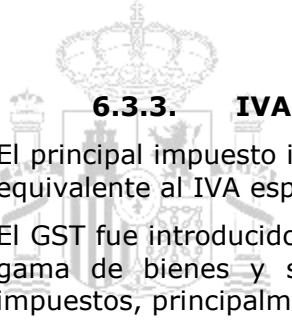 6.3.3. IVA
El principal impuesto i
equivalente al IVA esp
El GST fue introducido
gama de bienes y s
impuestos, principalm